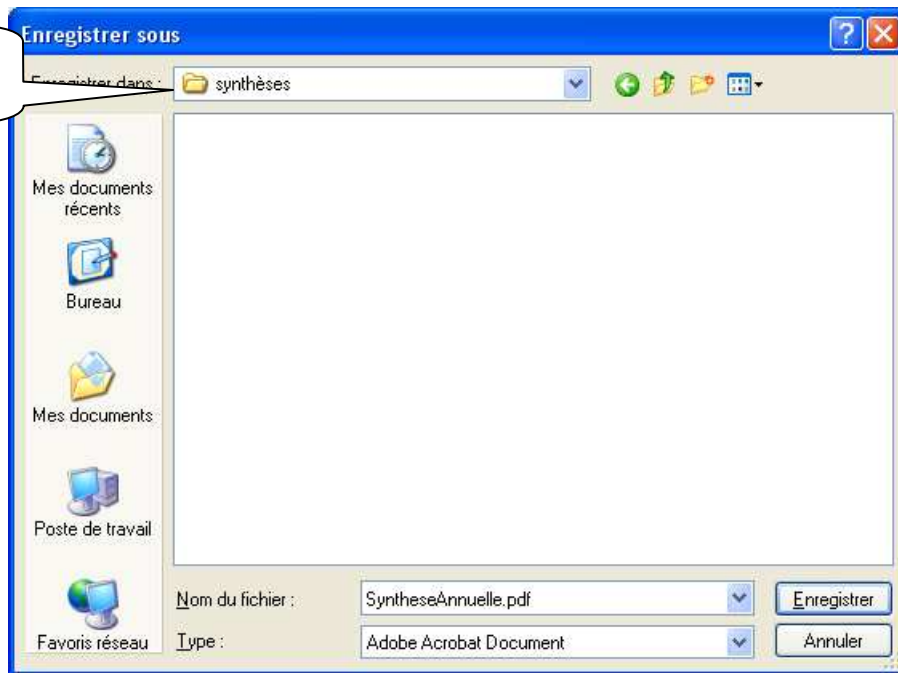 Enregistrer sous
Enregistrer dans :
synthèses
Mes documents
récents
Bureau
Mes documents
Poste de travail
Favoris réseau
Nom du fichier :
SyntheseAnnuelle.pdf
Enregistrer
Type :
Adobe Acrobat Document
Annuler